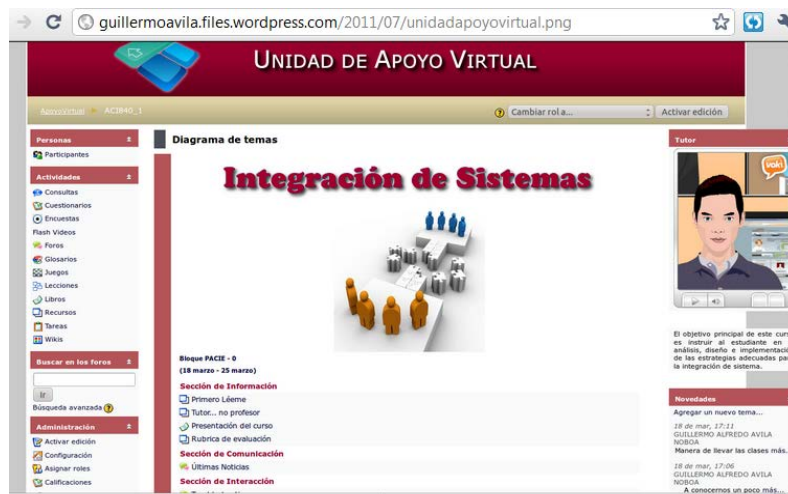 guillermoavila.files.wordpress.com/2011/07/unidadapoyovirtual.png
UNIDAD DE APOYO VIRTUAL
ApoyoVirtual ► ACIB40_1
Cambiar rol a...
Activar edición
Personas
Participantes
Actividades
Consultas
Cuestionarios
Encuestas
Flash Videos
Foros
Glosarios
Juegos
Lecciones
Libros
Recursos
Tareas
Wikis
Buscar en los foros
Ir
Búsqueda avanzada
Administración
Activar edición
Configuración
Asignar roles
Calificaciones
Diagrama de temas
Integración de Sistemas
Bloque PACIE - 0
(18 marzo - 25 marzo)
Sección de Información
Primero Léeme
Tutor... no profesor
Presentación del curso
Rubrica de evaluación
Sección de Comunicación
Últimas Noticias
Sección de Interacción
Tutor
voki
El objetivo principal de este curs
es instruir al estudiante en
análisis, diseño e implementació
de las estrategias adecuadas pa
la integración de sistema.
Novedades
Agregar un nuevo tema...
18 de mar, 17:11
GUILLERMO ALFREDO AVILA
NOBOA
Manera de llevar las clases más.
18 de mar, 17:06
GUILLERMO ALFREDO AVILA
NOBOA
A conocernos un poco más...